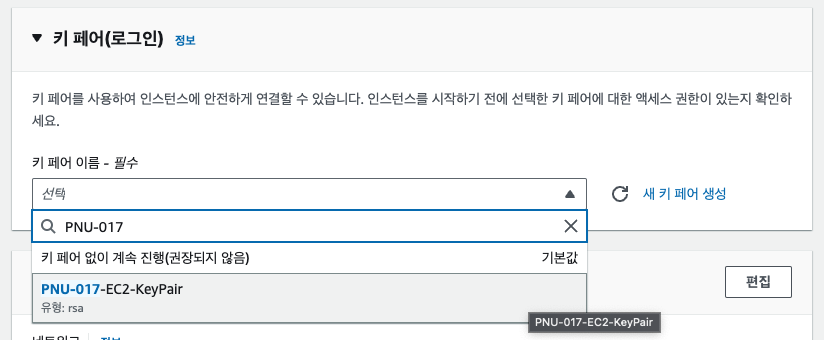 키 페어(로그인) 정보
키 페어를 사용하여 인스턴스에 안전하게 연결할 수 있습니다. 인스턴스를 시작하기 전에 선택한 키 페어에 대한 액세스 권한이 있는지 확인하
세요.
키 페어 이름 - 필수
선택
새 키 페어 생성
PNU-017
키 페어 없이 계속 진행(권장되지 않음) 기본값
PNU-017-EC2-KeyPair
유형: rsa
편집
PNU-017-EC2-KeyPair
네트워크 정보